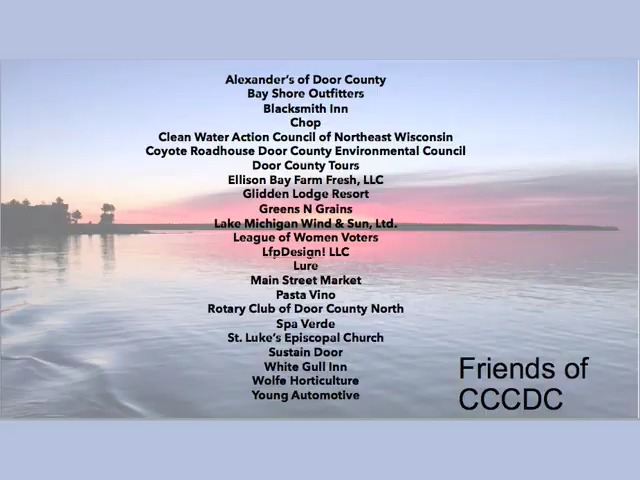 Alexander's of Door County
Bay Shore Outfitters
Blacksmith Inn
Chop
Clean Water Action Council of Northeast Wisconsin
Coyote Roadhouse Door County Environmental Council
Door County Tours
Ellison Bay Farm Fresh, LLC
Glidden Lodge Resort
Greens N Grains
Lake Michigan Wind & Sun, Ltd.
League of Women Voters
LfpDesign! LLC
Lure
Main Street Market
Pasta Vino
Rotary Club of Door County North
Spa Verde
St. Luke's Episcopal Church
Sustain Door
White Gull Inn
Wolfe Horticulture
Young Automotive
Friends of
CCCDC